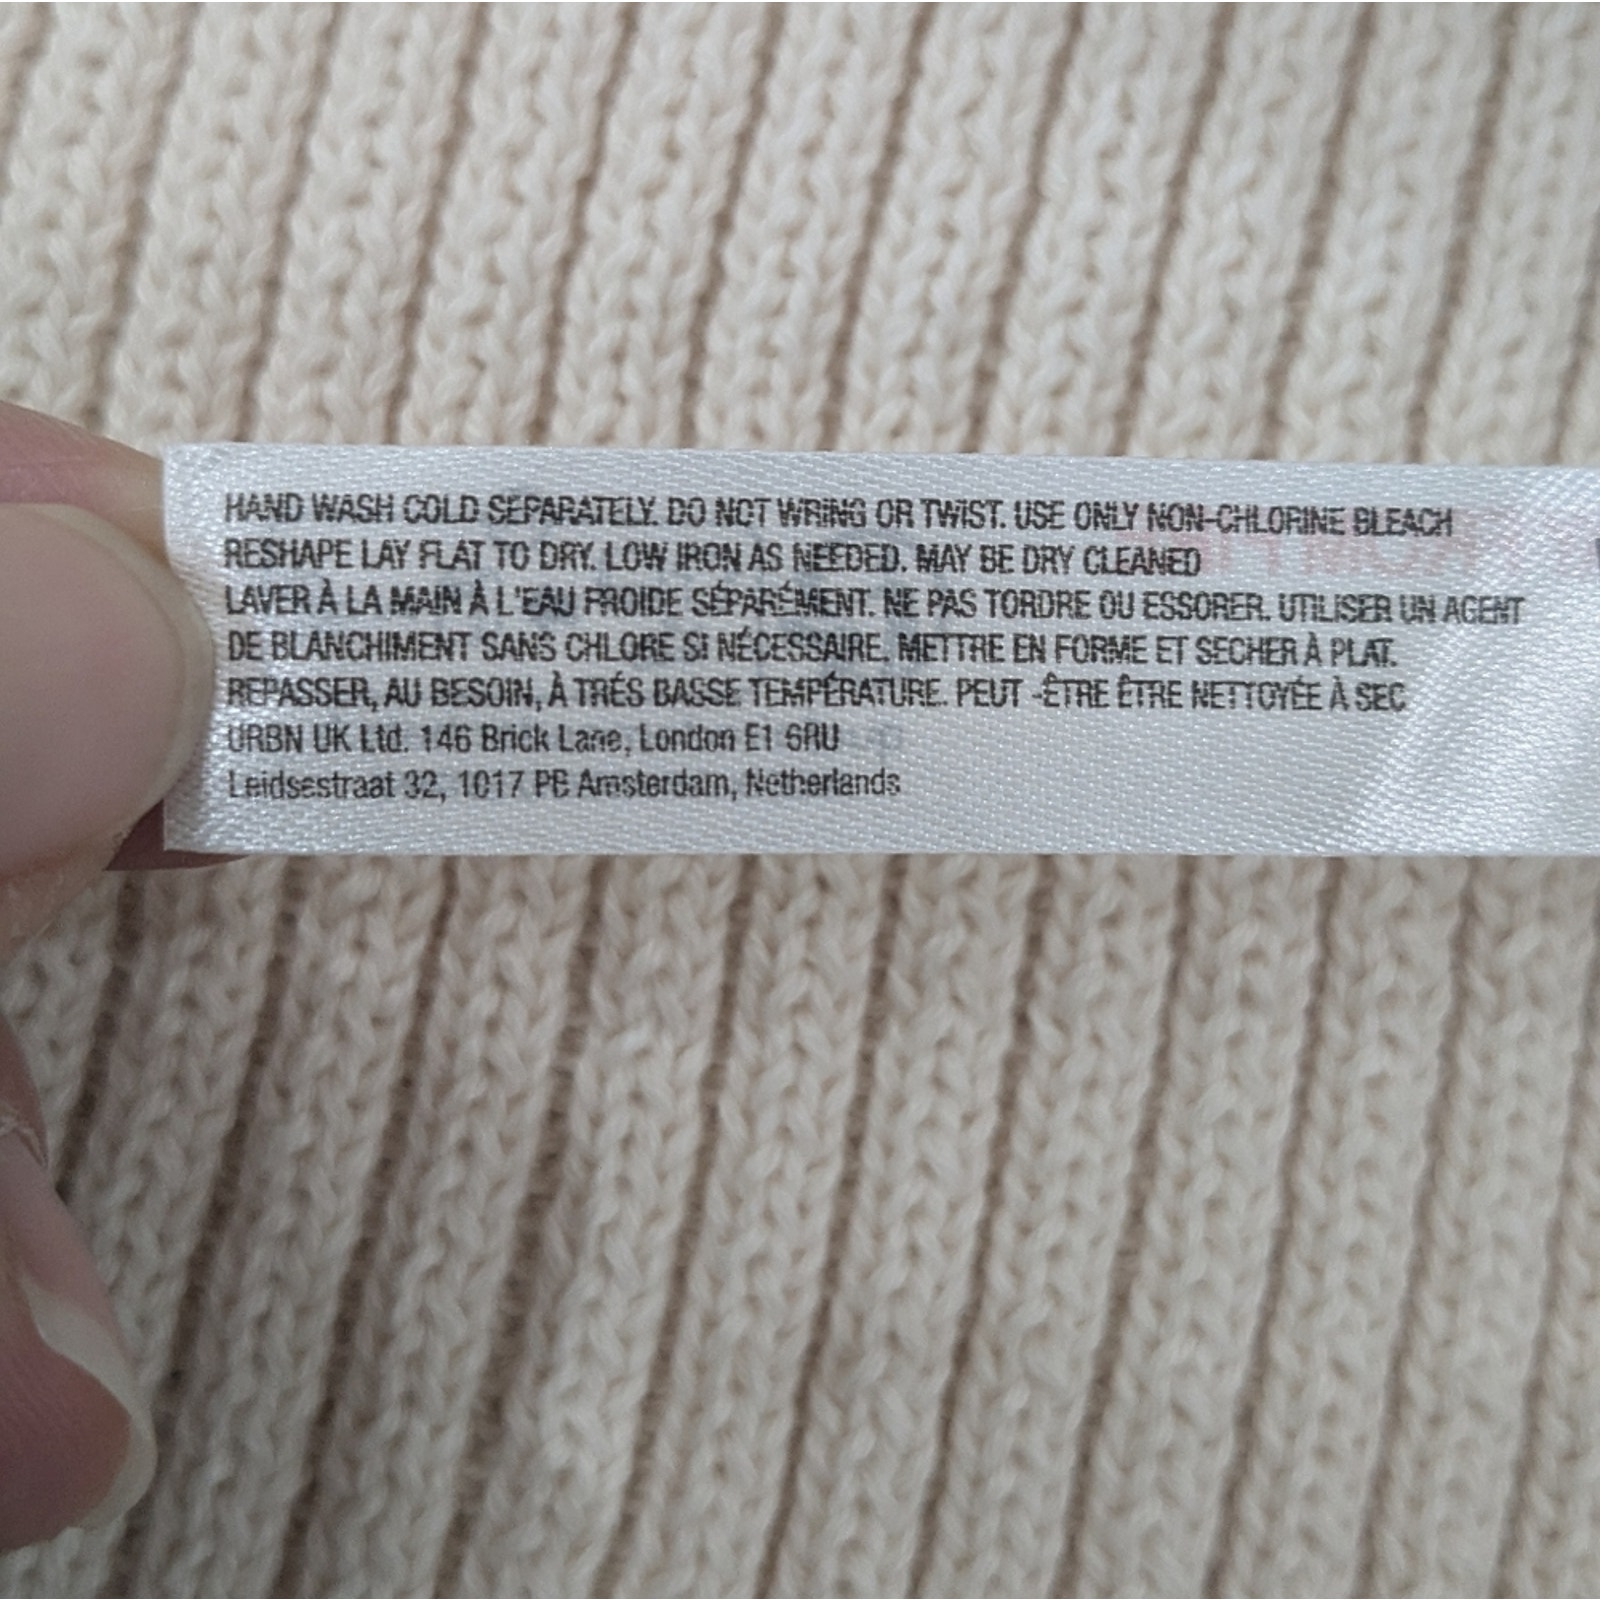 HAND WASH COLD SEPARATELY. DO NOT WRING OR TWIST. USE ONLY NON-CHLORINE BLEACH
RESHAPE LAY FLAT TO DRY. LOW IRON AS NEEDED. MAY BE DRY CLEANED
LAVER À LA MAIN À L'EAU FROIDE SÉPARÉMENT. NE PAS TORDRE OU ESSORER. UTILISER UN AGENT
DE BLANCHIMENT SANS CHLORE SI NÉCESSAIRE. METTRE EN FORME ET SECHER À PLAT.
REPASSER, AU BESOIN, À TRÉS BASSE TEMPÉRATURE. PEUT -ÊTRE ÊTRE NETTOYÉE À SEC
URBN UK Ltd. 146 Brick Lane, London E1 6RU
Leidsestraat 32, 1017 PB Amsterdam, Netherlands